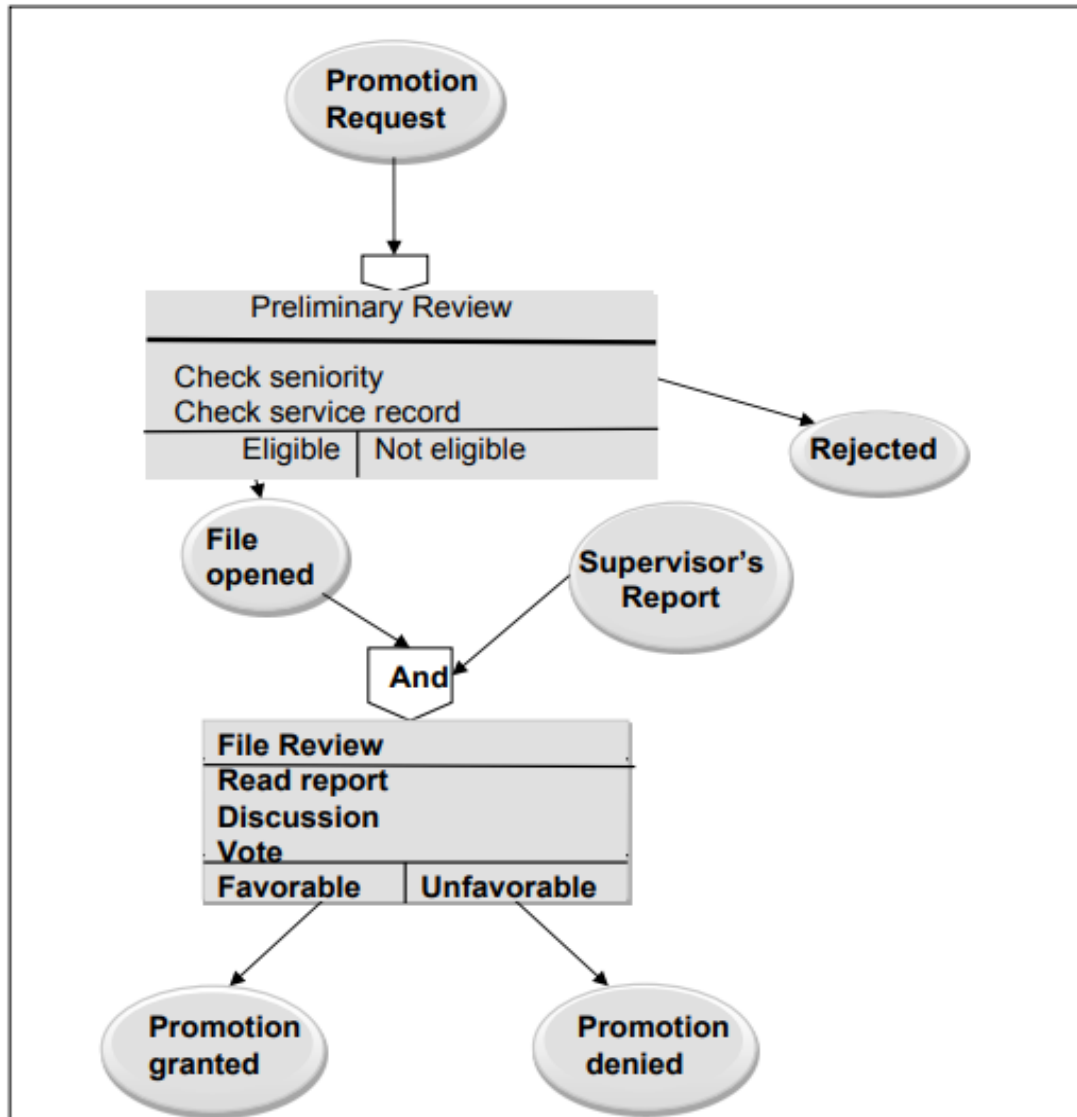 Promotion
Request
Preliminary Review
Check seniority
Check service record
Eligible
Not eligible
Rejected
File
opened
Supervisor’s
Report
And
File Review
Read report
Discussion
Vote
Favorable
Unfavorable
Promotion
granted
Promotion
denied